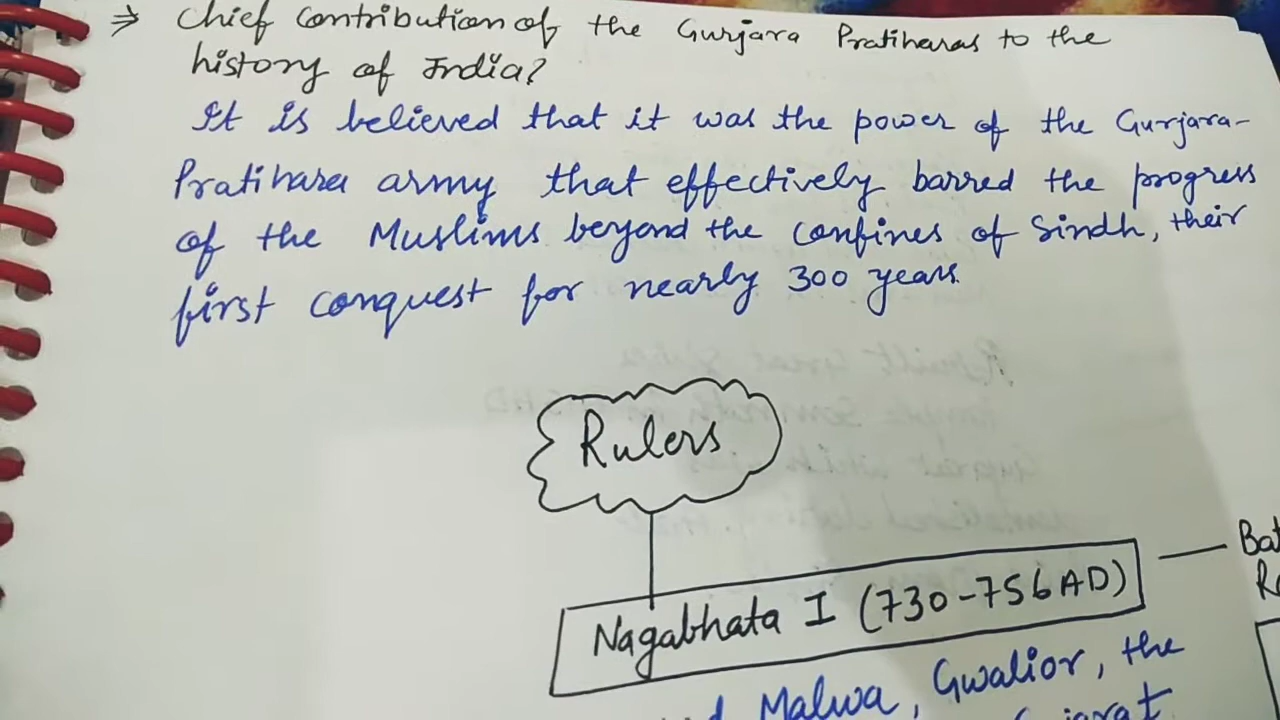 ⇒ Chief Contribution of the Gurjara Pratiharas to the
history of India?
It is believed that it was the power of the Gurjara-
Pratihara army that effectively barred the progress
of the Muslims beyond the confines of Sindh, their
first conquest for nearly 300 years.
Rulers
Nagabhata I (730-756AD)
Malwa, Gwalior, the